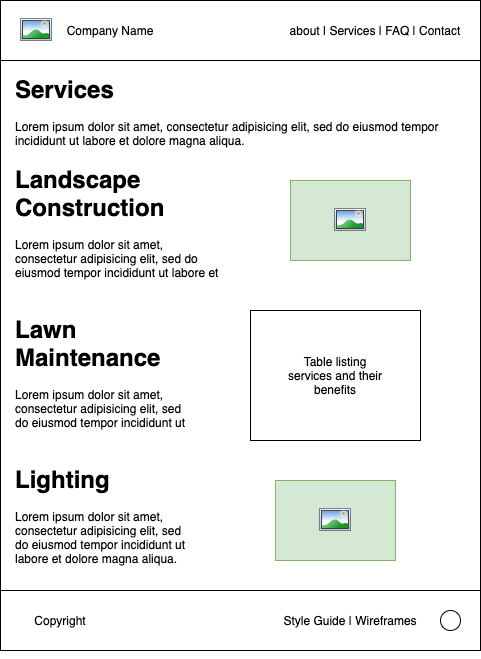 Company Name
about | Services | FAQ | Contact
Services
Lorem ipsum dolor sit amet, consectetur adipisicing elit, sed do eiusmod tempor
incididunt ut labore et dolore magna aliqua.
Landscape
Construction
Lorem ipsum dolor sit amet,
consectetur adipisicing elit, sed do
eiusmod tempor incididunt ut labore et
Lawn
Maintenance
Lorem ipsum dolor sit amet,
consectetur adipisicing elit, sed
do eiusmod tempor incididunt ut
Table listing
services and their
benefits
Lighting
Lorem ipsum dolor sit amet,
consectetur adipisicing elit, sed
do eiusmod tempor incididunt ut
labore et dolore magna aliqua.
Copyright
Style Guide | Wireframes